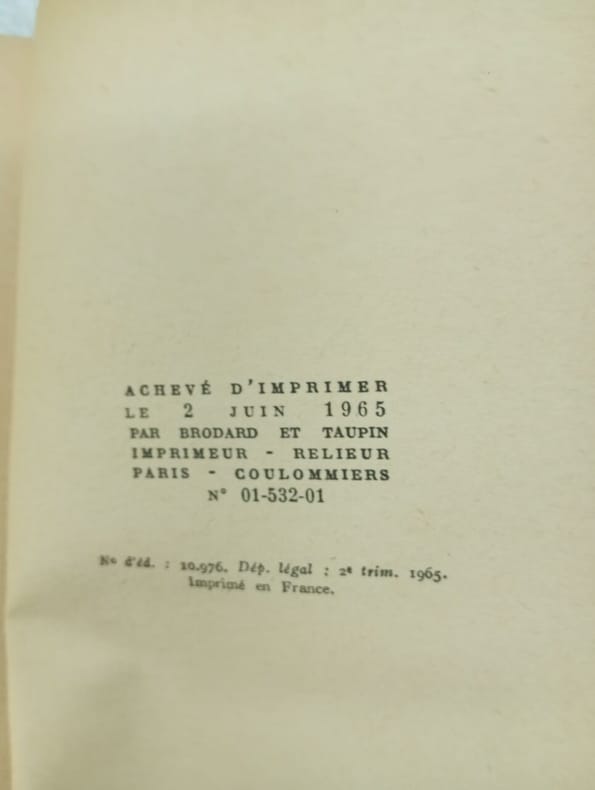 ACHEVÉ D'IMPRIMER
LE 2 JUIN 1965
PAR BRODARD ET TAUPIN
IMPRIMEUR - RELIEUR
PARIS - COULOMMIERS
N° 01-532-01
No d'éd. : 10.976. Dép. légal : 2e trim. 1965.
Imprimé en France.